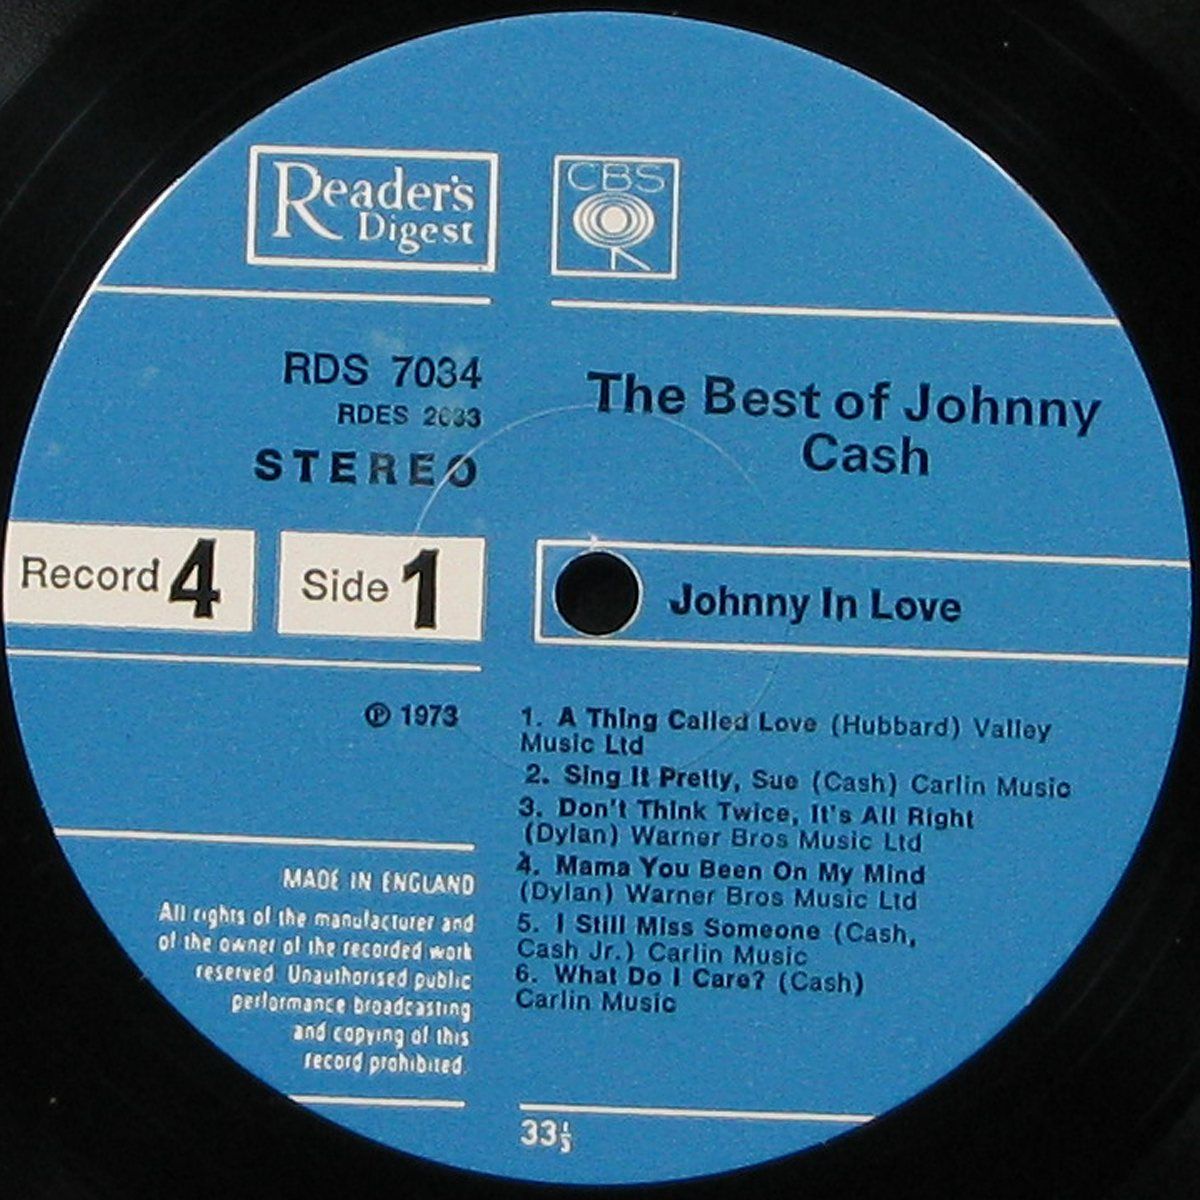 Reader's
Digest
CBS
RDS 7034
RDES 2033
STEREO
The Best of Johnny
Cash
Record 4
Side 1
Johnny In Love
℗ 1973
1. A Thing Called Love (Hubbard) Valley
Music Ltd
2. Sing It Pretty, Sue (Cash) Carlin Music
3. Don't Think Twice, It's All Right
(Dylan) Warner Bros Music Ltd
4. Mama You Been On My Mind
(Dylan) Warner Bros Music Ltd
5. I Still Miss Someone (Cash,
Cash Jr.) Carlin Music
6. What Do I Care? (Cash)
Carlin Music
MADE IN ENGLAND
All rights of the manufacturer and
of the owner of the recorded work
reserved. Unauthorised public
performance broadcasting
and copying of this
record prohibited.
33⅓